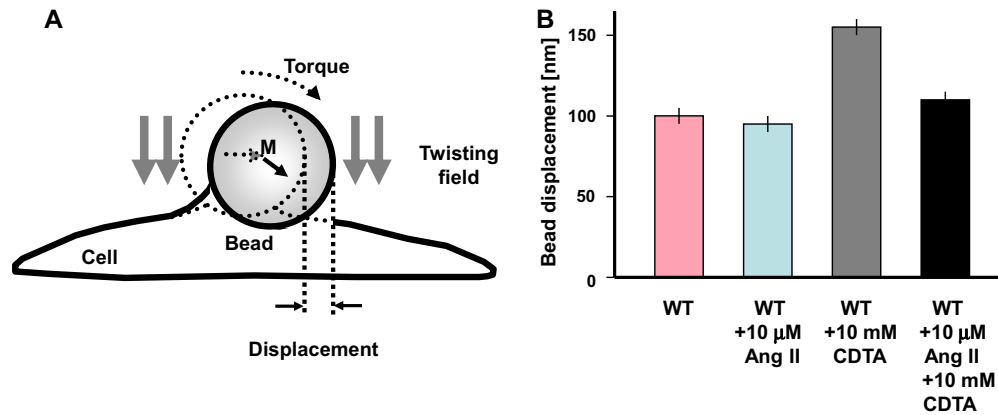 A
Torque
M
Twisting
field
Bead
Cell
Displacement
B
Bead displacement [nm]
150
100
50
0
WT
WT
+10 μM
Ang II
WT
+10 mM
CDTA
WT
+10 μM
Ang II
+10 mM
CDTA